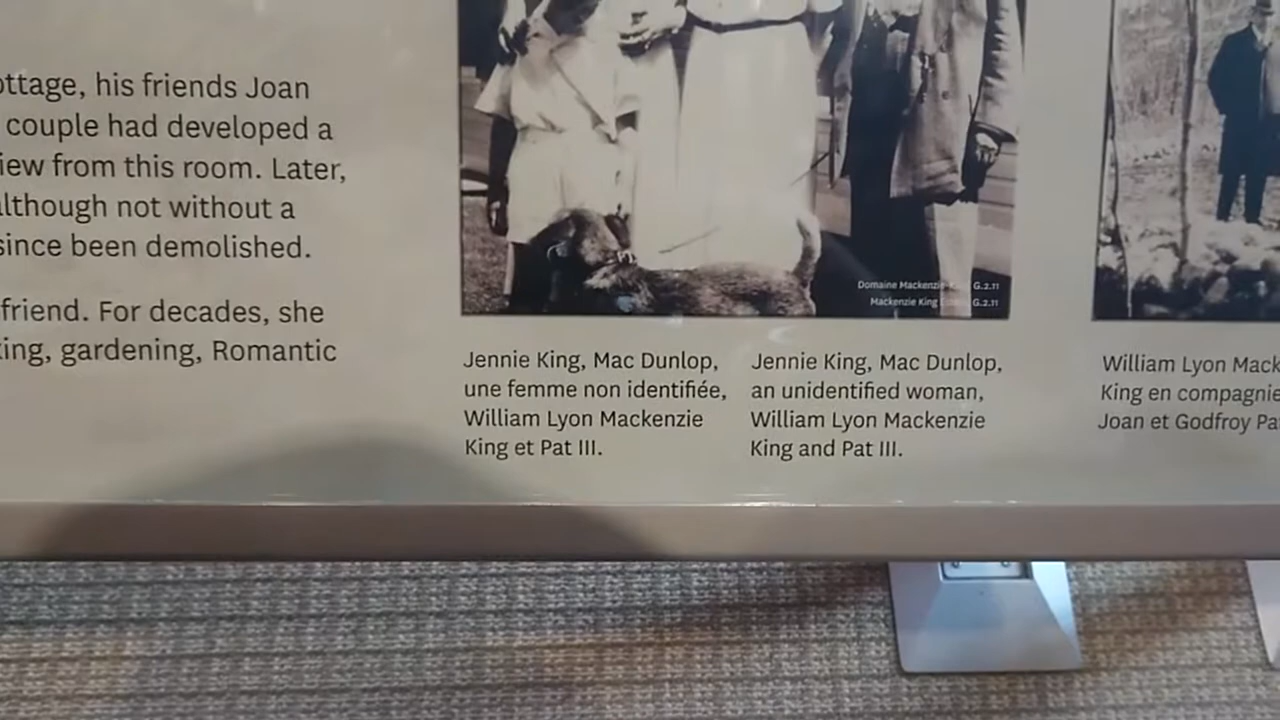 ottage, his friends Joan
couple had developed a
iew from this room. Later,
although not without a
since been demolished.
friend. For decades, she
king, gardening, Romantic
Domaine Mackenzie G.2.11
Mackenzie King G.2.11
Jennie King, Mac Dunlop,
une femme non identifiée,
William Lyon Mackenzie
King et Pat III.
Jennie King, Mac Dunlop,
an unidentified woman,
William Lyon Mackenzie
King and Pat III.
William Lyon Mack
King en compagnie
Joan et Godfroy Pa